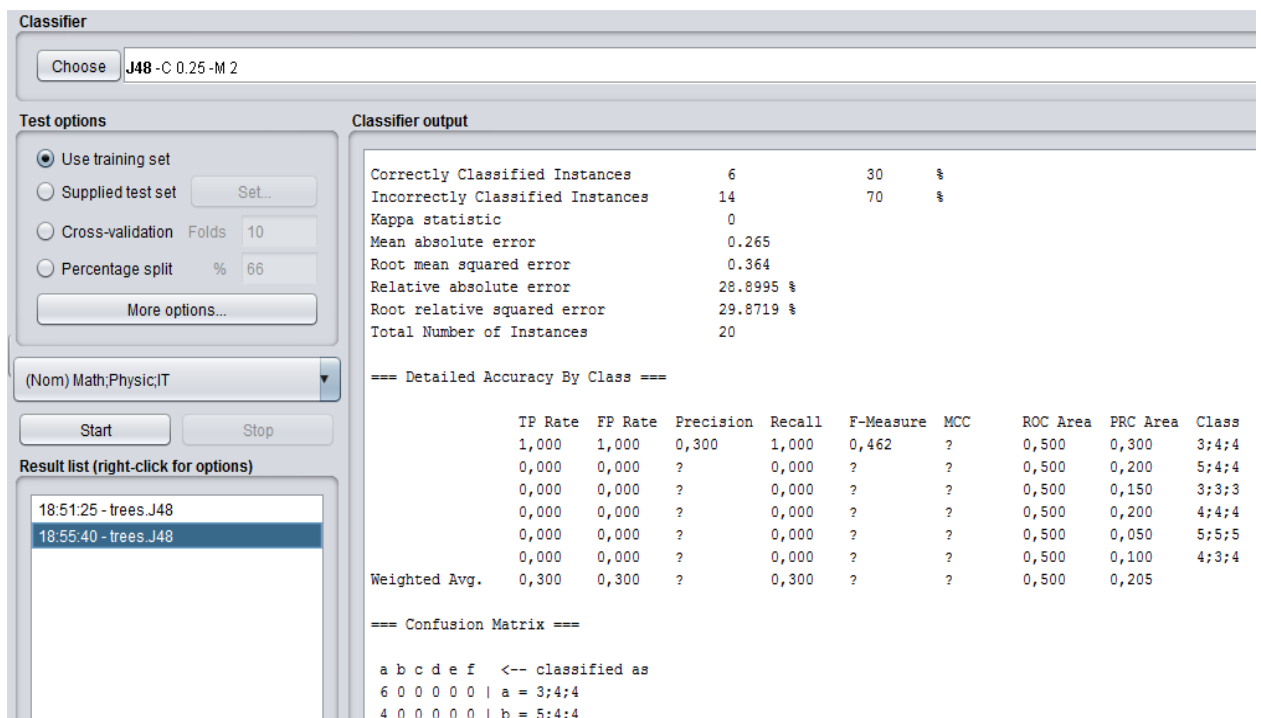 Classifier
Choose J48 -C 0.25 -M 2
Test options
Use training set
Supplied test set Set...
Cross-validation Folds 10
Percentage split % 66
More options...
(Nom) Math;Physic;IT
Start Stop
Result list (right-click for options)
18:51:25 - trees.J48
18:55:40 - trees.J48
Classifier output
Correctly Classified Instances 6 30 %
Incorrectly Classified Instances 14 70 %
Kappa statistic 0
Mean absolute error 0.265
Root mean squared error 0.364
Relative absolute error 28.8995 %
Root relative squared error 29.8719 %
Total Number of Instances 20
=== Detailed Accuracy By Class ===
TP Rate FP Rate Precision Recall F-Measure MCC ROC Area PRC Area Class
1,000 1,000 0,300 1,000 0,462 ? 0,500 0,300 3;4;4
0,000 0,000 ? 0,000 ? ? 0,500 0,200 5;4;4
0,000 0,000 ? 0,000 ? ? 0,500 0,150 3;3;3
0,000 0,000 ? 0,000 ? ? 0,500 0,200 4;4;4
0,000 0,000 ? 0,000 ? ? 0,500 0,050 5;5;5
0,000 0,000 ? 0,000 ? ? 0,500 0,100 4;3;4
Weighted Avg. 0,300 0,300 ? 0,300 ? ? 0,500 0,205
=== Confusion Matrix ===
a b c d e f <-- classified as
6 0 0 0 0 0 | a = 3;4;4
4 0 0 0 0 0 | b = 5;4;4